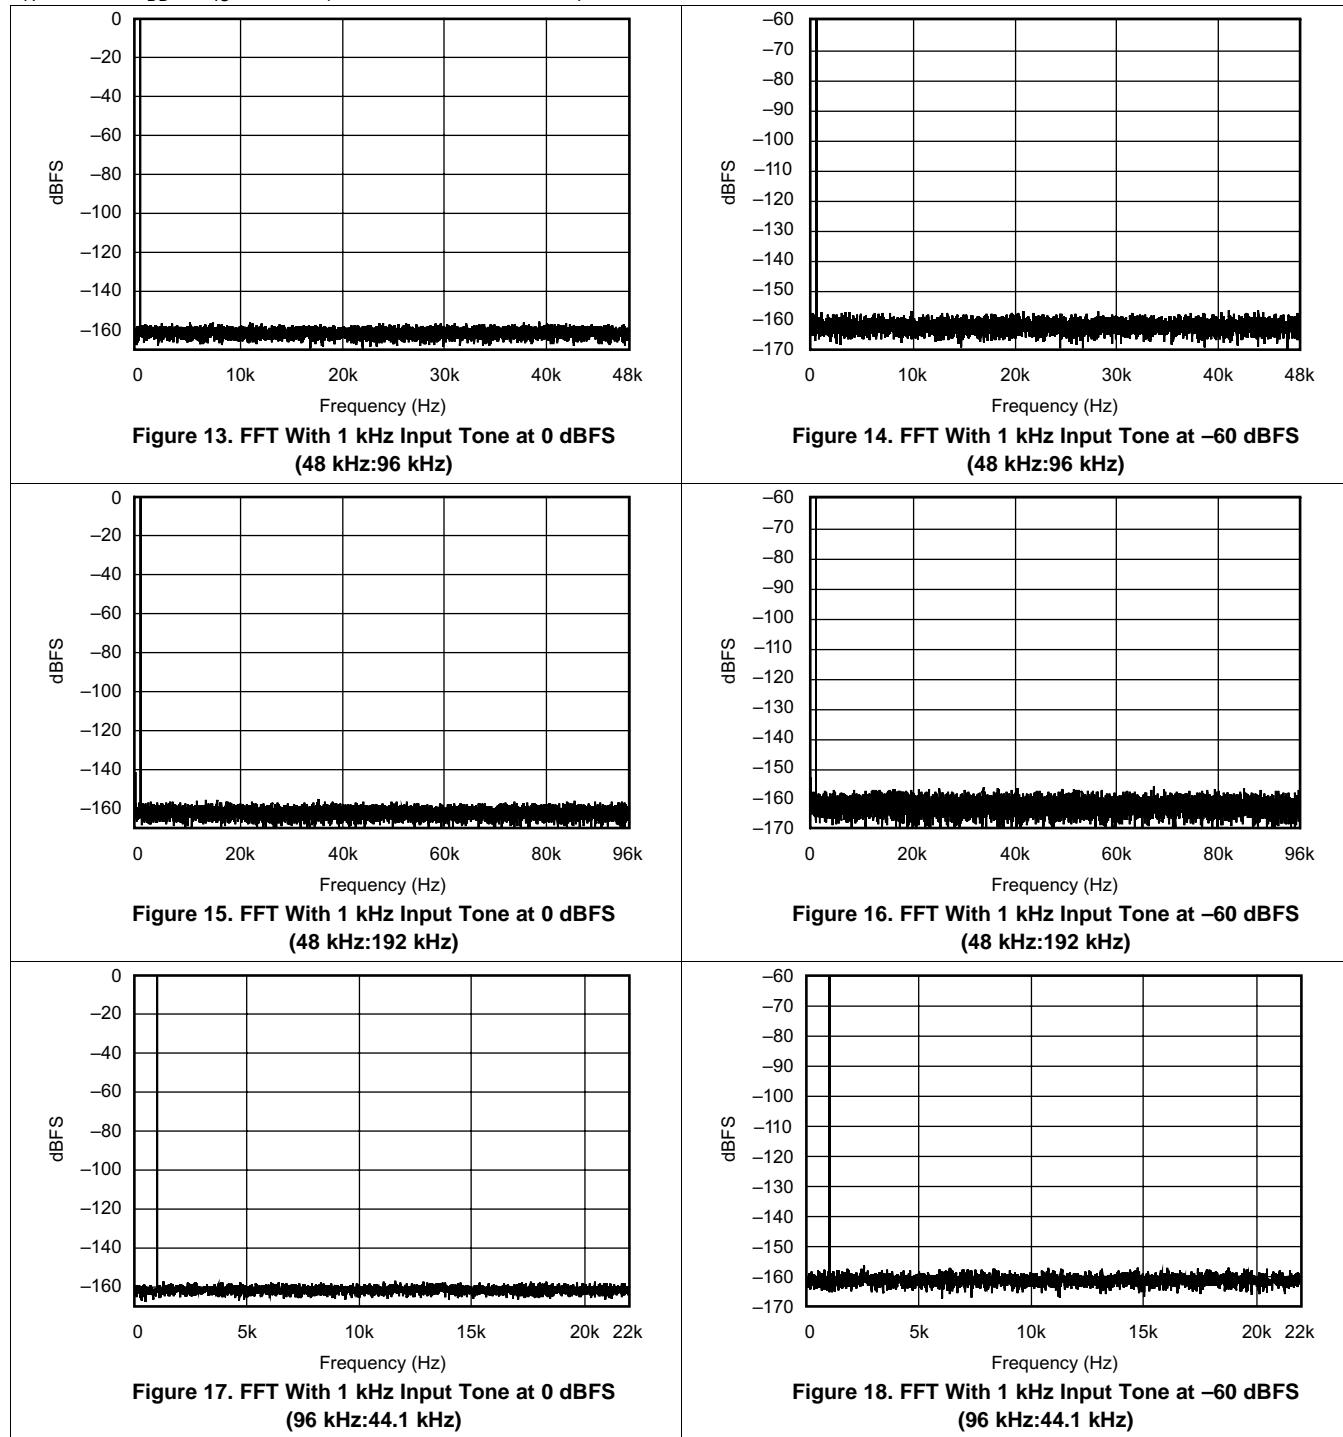 0
–20
–40
–60
–80
–100
–120
–140
–160
dBFS
0 10k 20k 30k 40k 48k
Frequency (Hz)
Figure 13. FFT With 1 kHz Input Tone at 0 dBFS
(48 kHz:96 kHz)
–60
–70
–80
–90
–100
–110
–120
–130
–140
–150
–160
–170
dBFS
0 10k 20k 30k 40k 48k
Frequency (Hz)
Figure 14. FFT With 1 kHz Input Tone at –60 dBFS
(48 kHz:96 kHz)
0
–20
–40
–60
–80
–100
–120
–140
–160
dBFS
0 20k 40k 60k 80k 96k
Frequency (Hz)
Figure 15. FFT With 1 kHz Input Tone at 0 dBFS
(48 kHz:192 kHz)
–60
–70
–80
–90
–100
–110
–120
–130
–140
–150
–160
–170
dBFS
0 20k 40k 60k 80k 96k
Frequency (Hz)
Figure 16. FFT With 1 kHz Input Tone at –60 dBFS
(48 kHz:192 kHz)
0
–20
–40
–60
–80
–100
–120
–140
–160
dBFS
0 5k 10k 15k 20k 22k
Frequency (Hz)
Figure 17. FFT With 1 kHz Input Tone at 0 dBFS
(96 kHz:44.1 kHz)
–60
–70
–80
–90
–100
–110
–120
–130
–140
–150
–160
–170
dBFS
0 5k 10k 15k 20k 22k
Frequency (Hz)
Figure 18. FFT With 1 kHz Input Tone at –60 dBFS
(96 kHz:44.1 kHz)